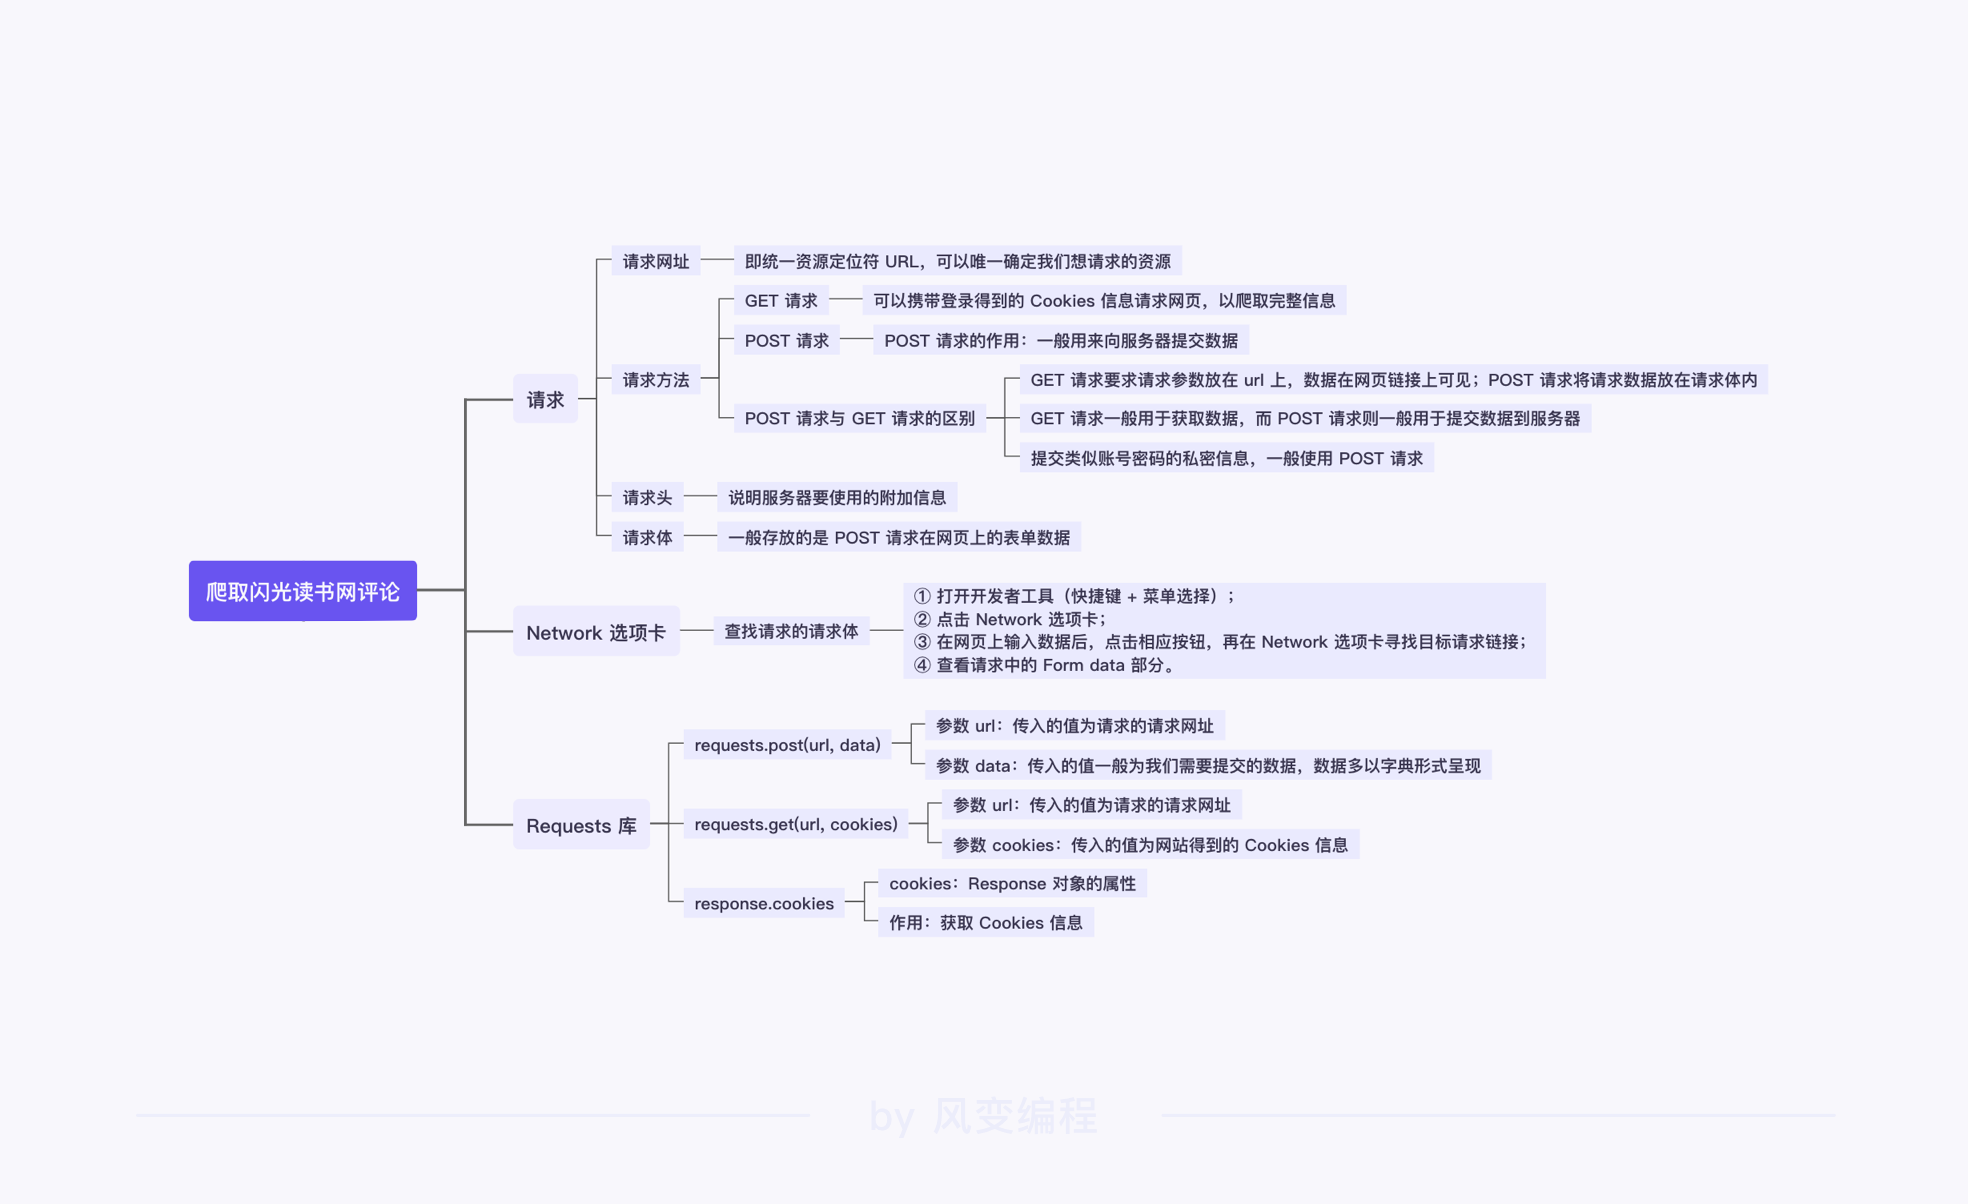 爬取闪光读书网评论
请求
请求网址
即统一资源定位符 URL，可以唯一确定我们想请求的资源
请求方法
GET 请求
可以携带登录得到的 Cookies 信息请求网页，以爬取完整信息
POST 请求
POST 请求的作用：一般用来向服务器提交数据
POST 请求与 GET 请求的区别
GET 请求要求请求参数放在 url 上，数据在网页链接上可见；POST 请求将请求数据放在请求体内
GET 请求一般用于获取数据，而 POST 请求则一般用于提交数据到服务器
提交类似账号密码的私密信息，一般使用 POST 请求
请求头
说明服务器要使用的附加信息
请求体
一般存放的是 POST 请求在网页上的表单数据
Network 选项卡
查找请求的请求体
① 打开开发者工具（快捷键 + 菜单选择）；
② 点击 Network 选项卡；
③ 在网页上输入数据后，点击相应按钮，再在 Network 选项卡寻找目标请求链接；
④ 查看请求中的 Form data 部分。
Requests 库
requests.post(url, data)
参数 url：传入的值为请求的请求网址
参数 data：传入的值一般为我们需要提交的数据，数据多以字典形式呈现
requests.get(url, cookies)
参数 url：传入的值为请求的请求网址
参数 cookies：传入的值为网站得到的 Cookies 信息
response.cookies
cookies：Response 对象的属性
作用：获取 Cookies 信息
by 风变编程